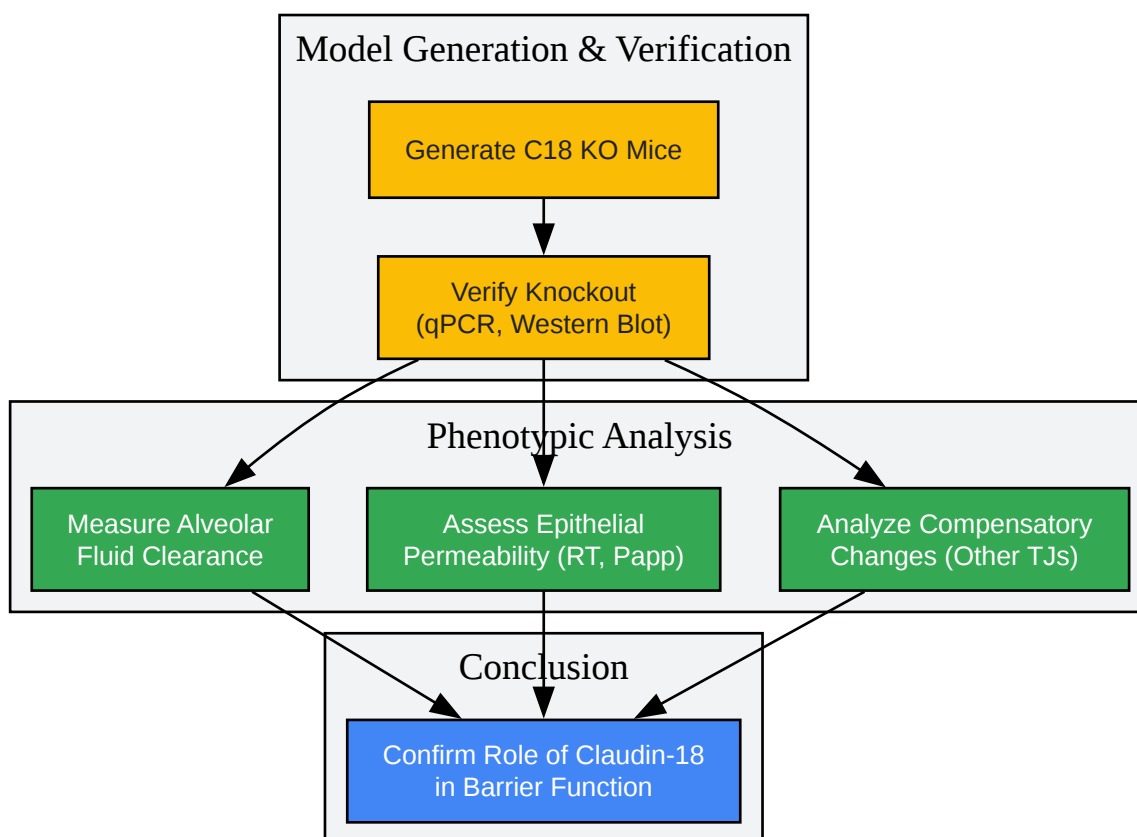 Model Generation & Verification
Generate C18 KO Mice
Verify Knockout
(qPCR, Western Blot)
Phenotypic Analysis
Measure Alveolar
Fluid Clearance
Assess Epithelial
Permeability (RT, Papp)
Analyze Compensatory
Changes (Other TJs)
Conclusion
Confirm Role of Claudin-18
in Barrier Function